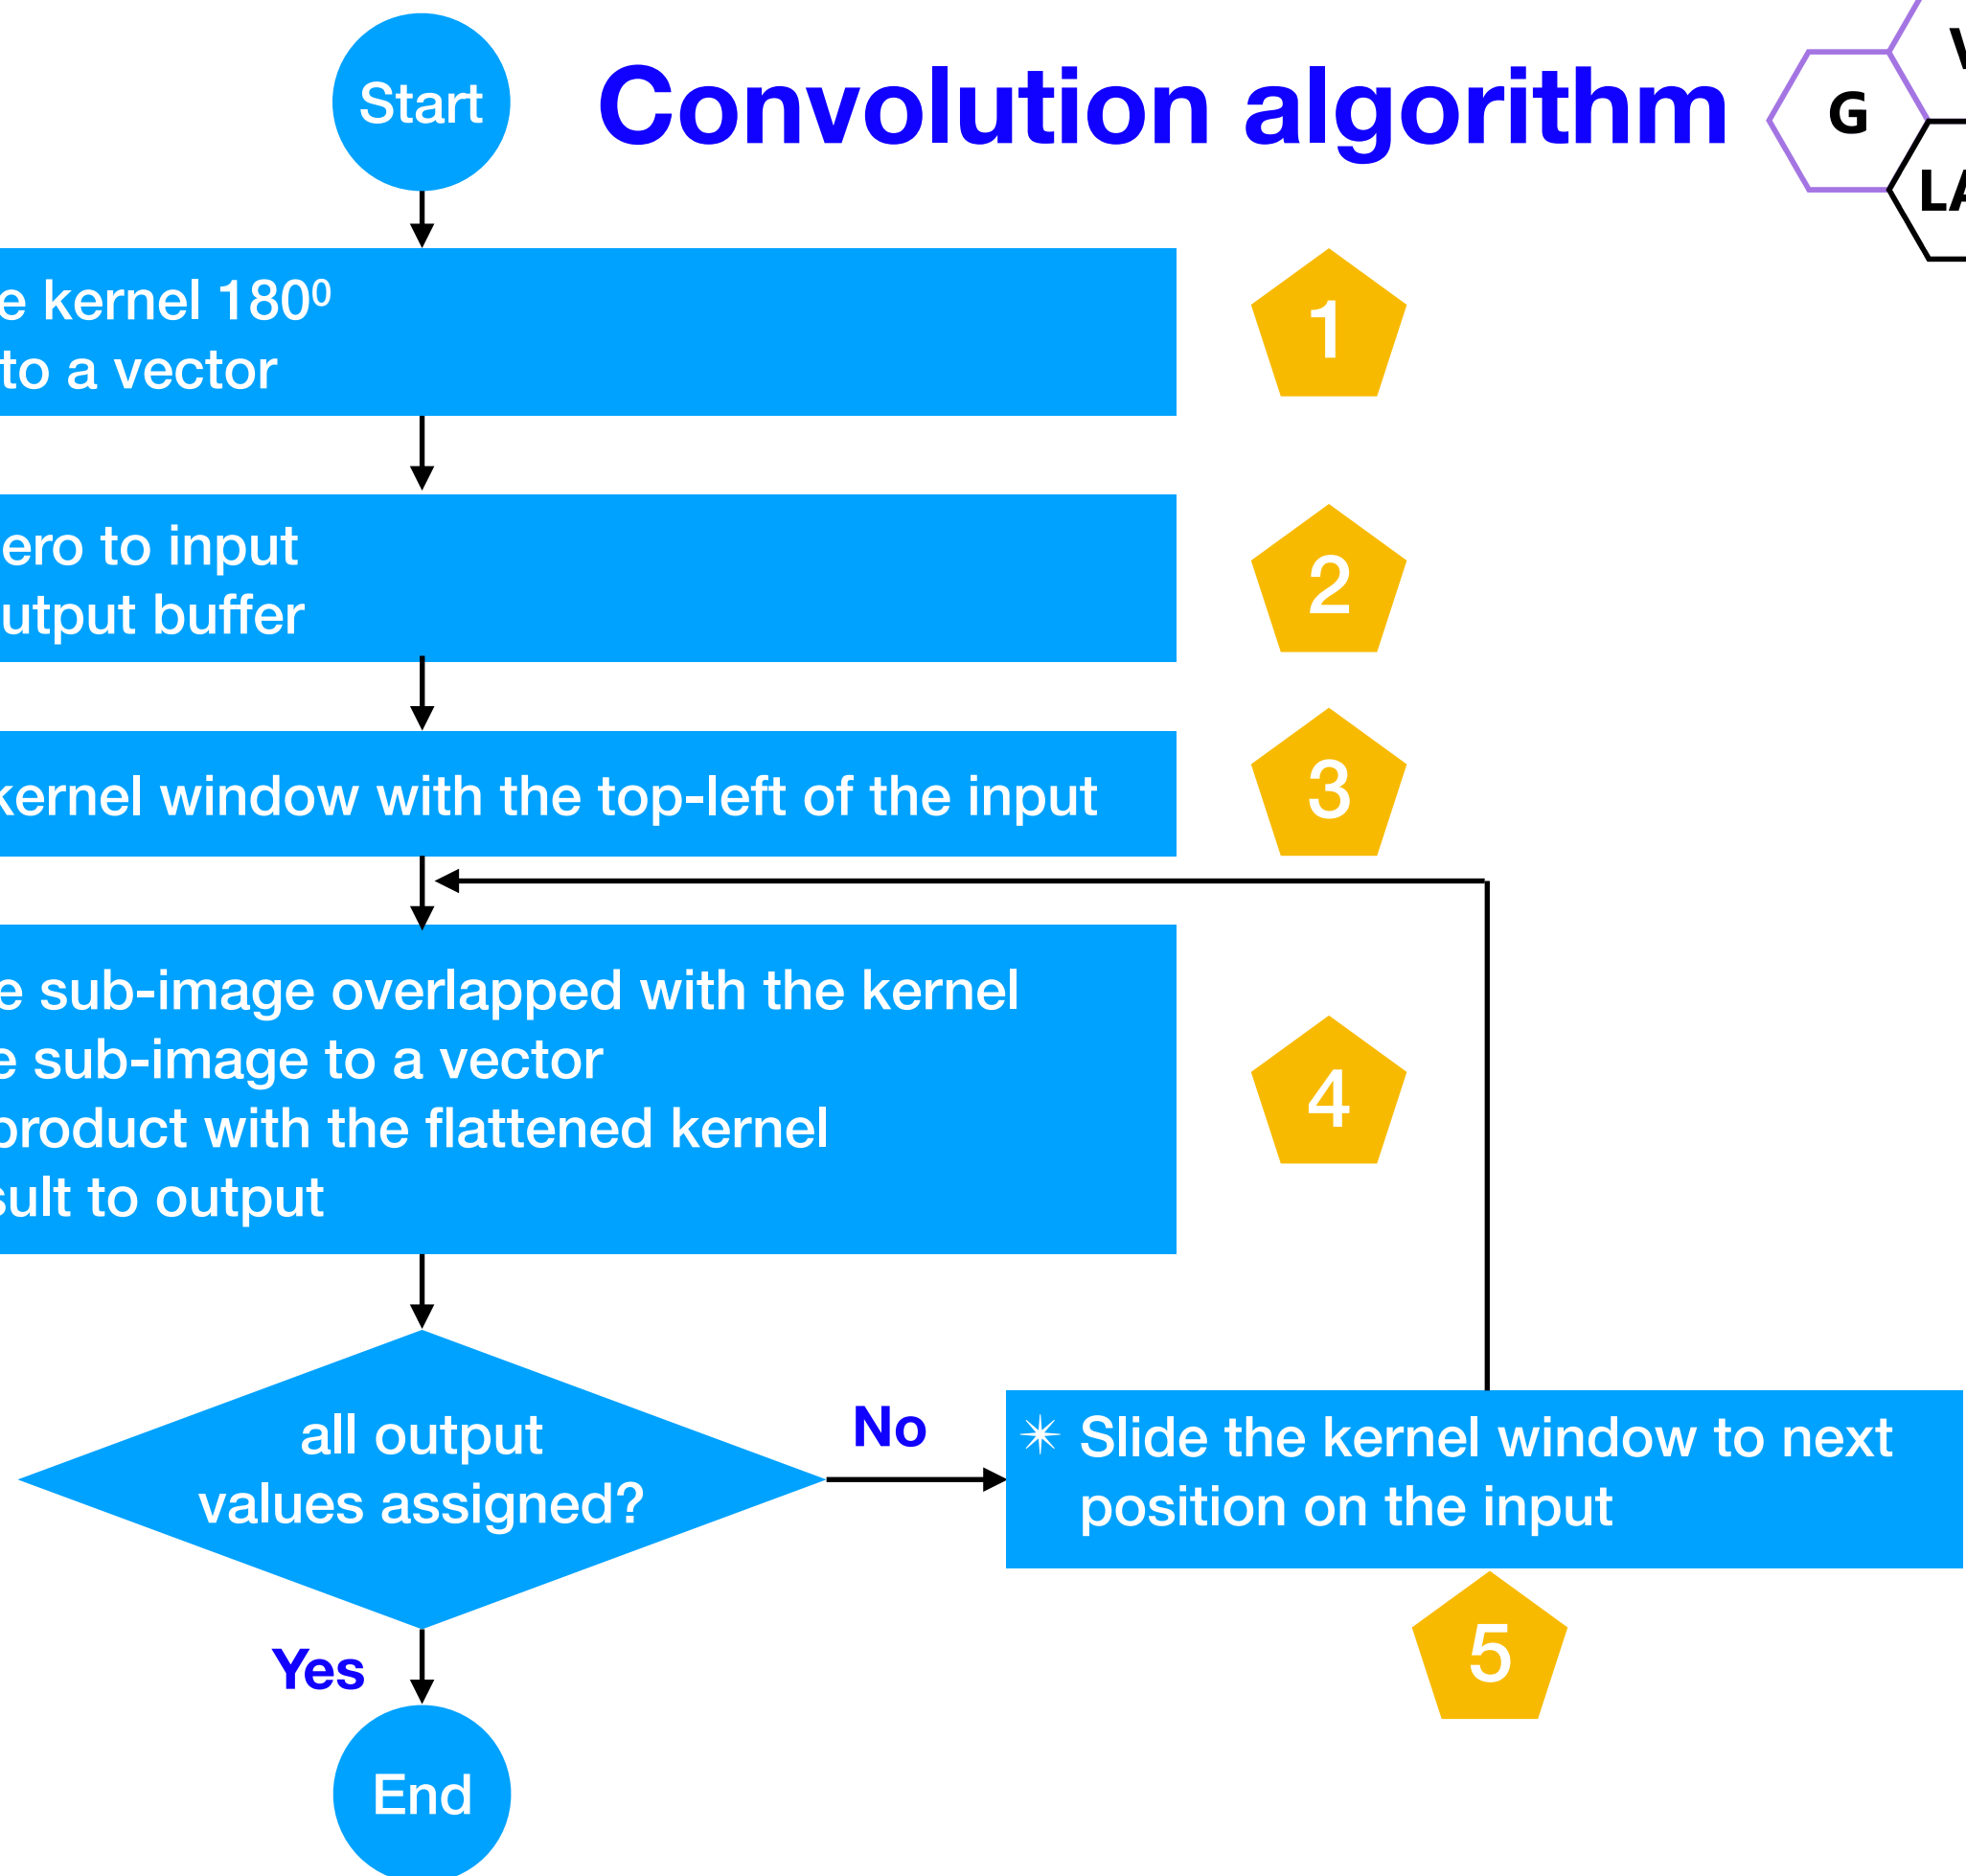 Start
Convolution algorithm
G
kernel 180⁰
to a vector
1
to input
buffer
2
kernel window with the top-left of the input
3
sub-image overlapped with the kernel
sub-image to a vector
product with the flattened kernel
to output
4
all output
values assigned?
No
✴ Slide the kernel window to next
position on the input
5
Yes
End